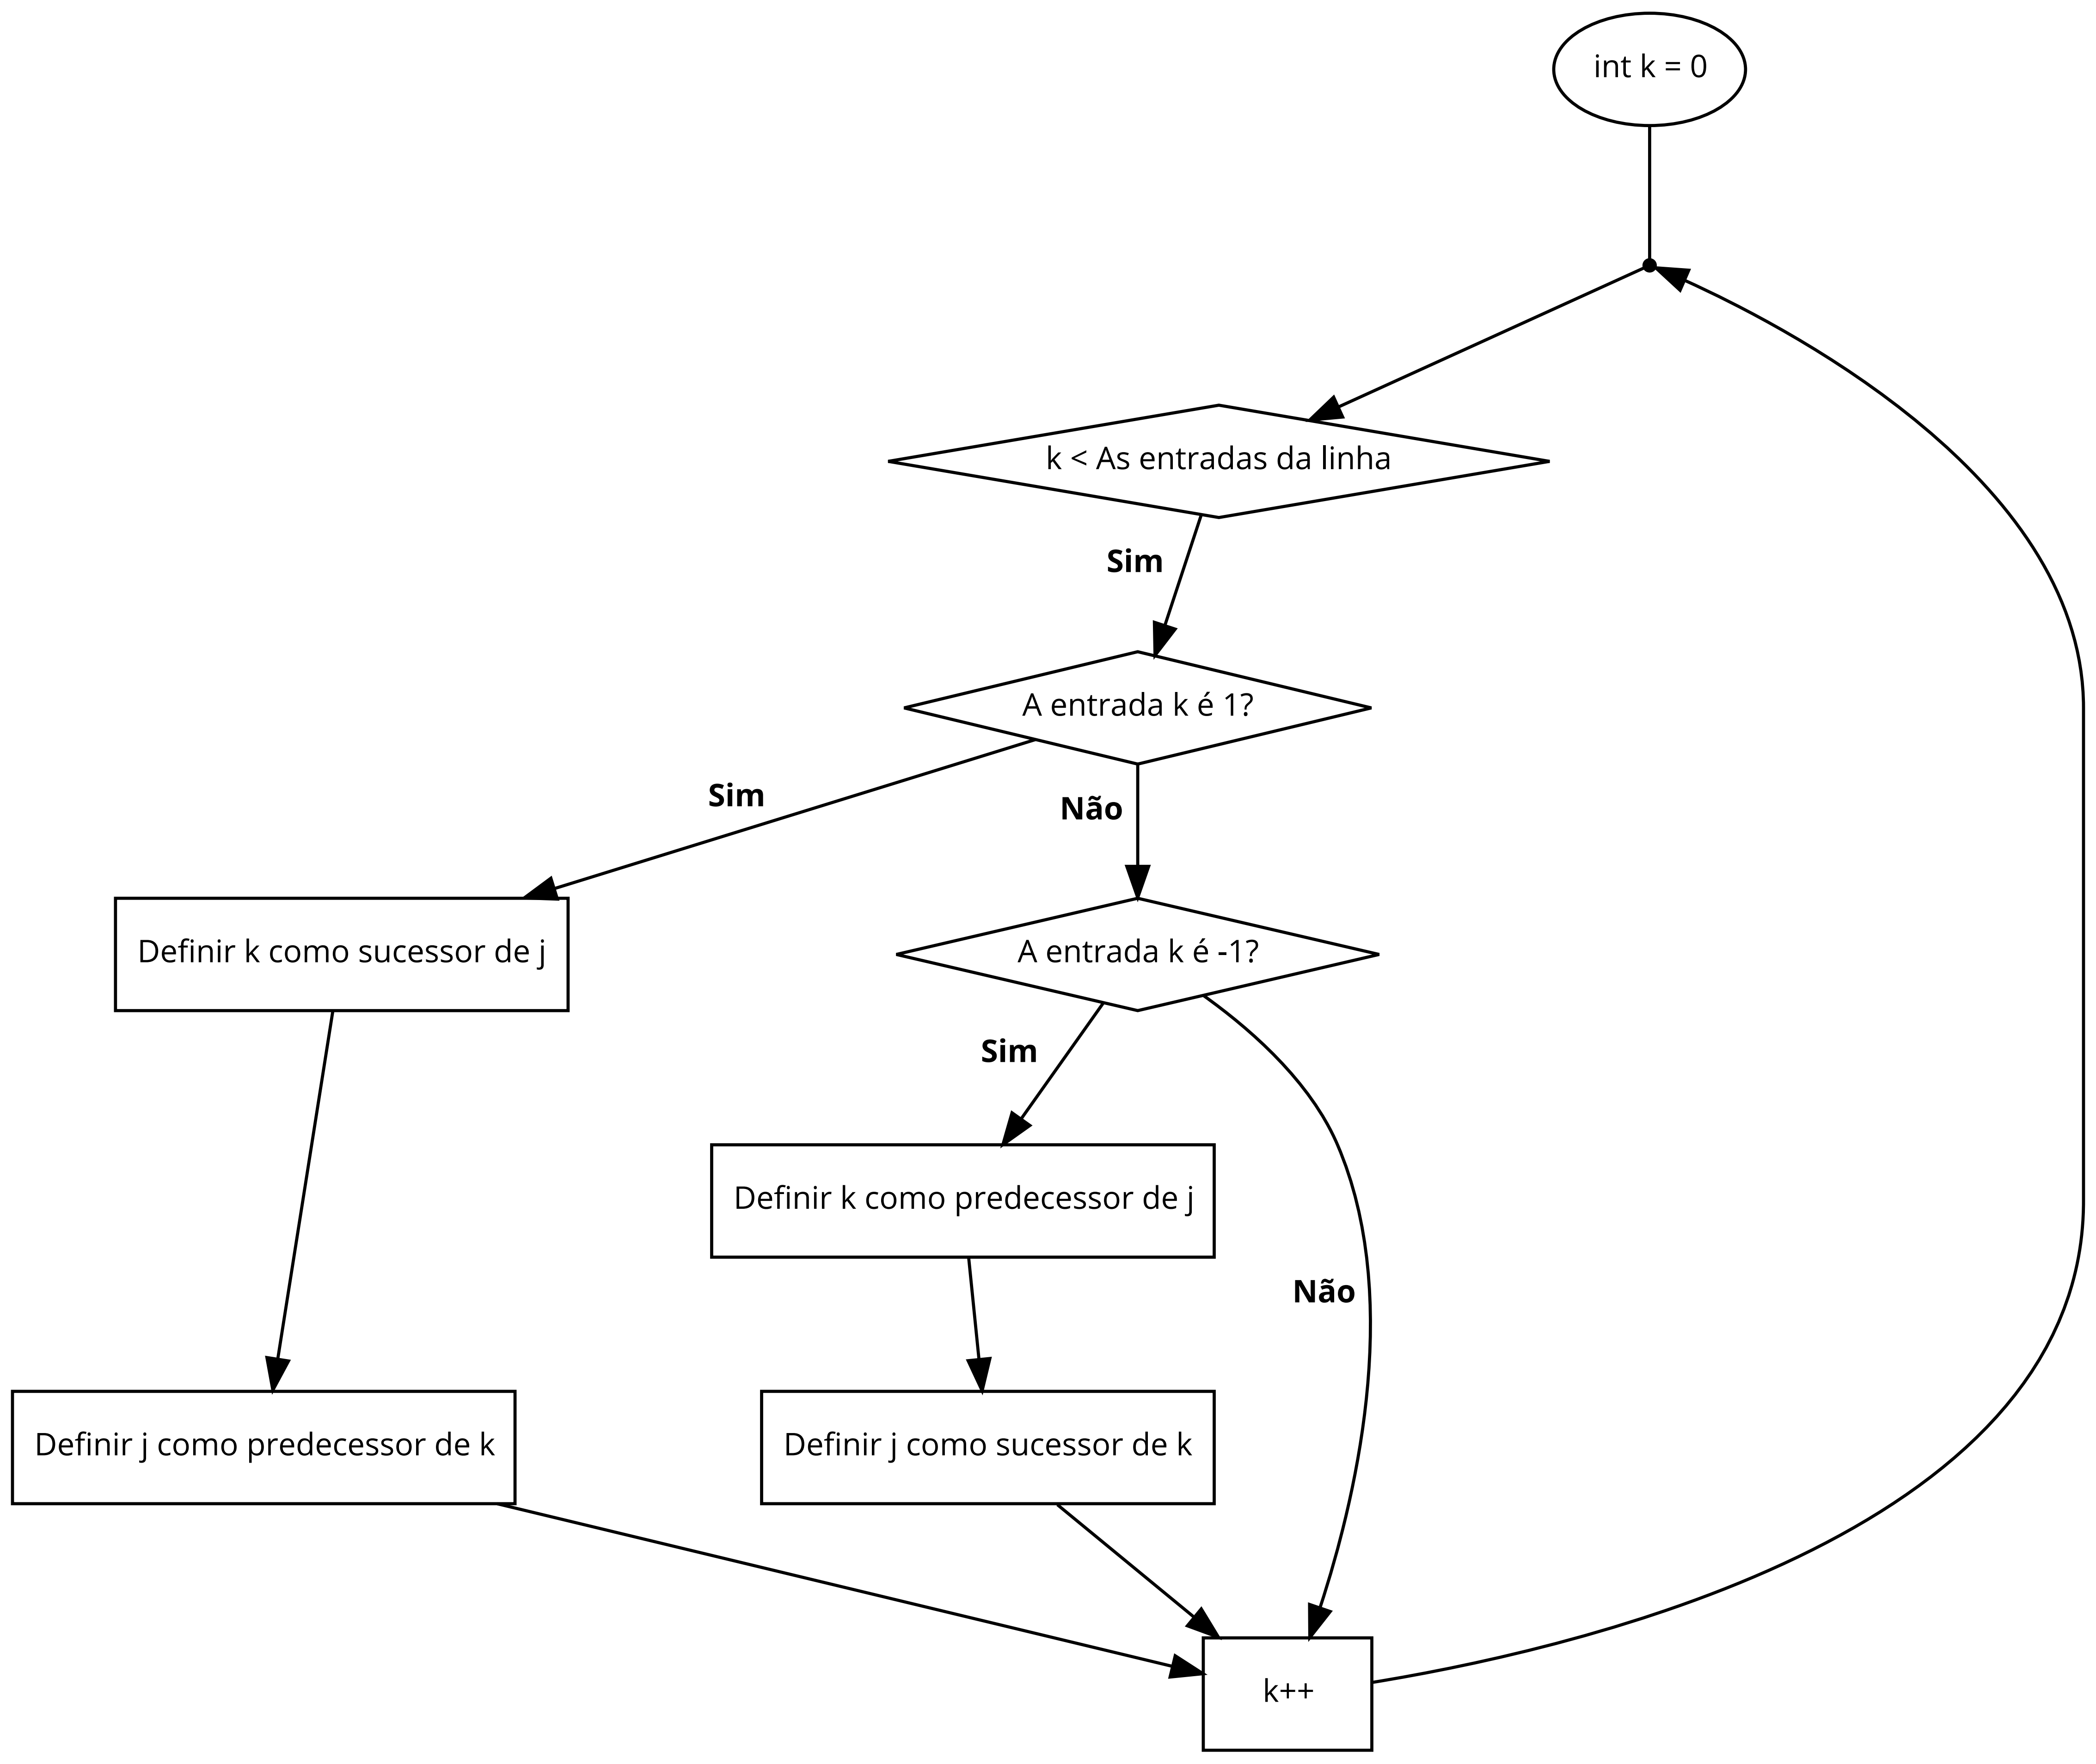 int k = 0
k < As entradas da linha
Sim
A entrada k é 1?
Sim
Não
Definir k como sucessor de j
A entrada k é -1?
Sim
Definir k como predecessor de j
Não
Definir j como predecessor de k
Definir j como sucessor de k
k++